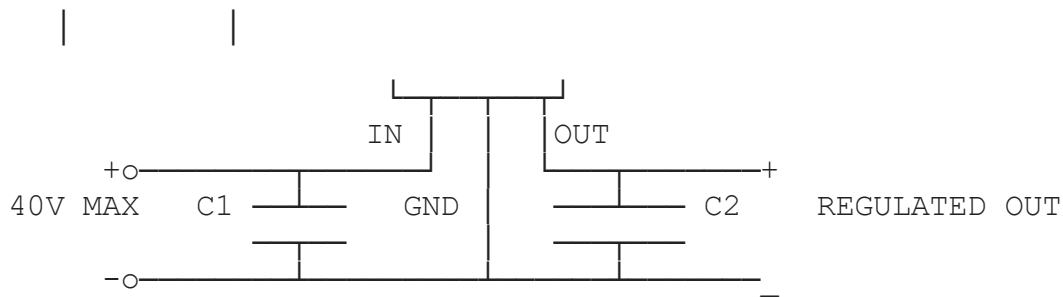 IN OUT
+ +
40V MAX C1 GND C2 REGULATED OUT
- _